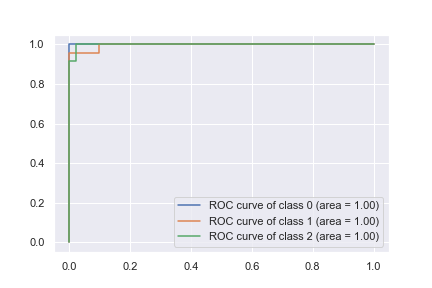 1.0
0.8
0.6
0.4
0.2
0.0
ROC curve of class 0 (area = 1.00)
ROC curve of class 1 (area = 1.00)
ROC curve of class 2 (area = 1.00)
0.0 0.2 0.4 0.6 0.8 1.0